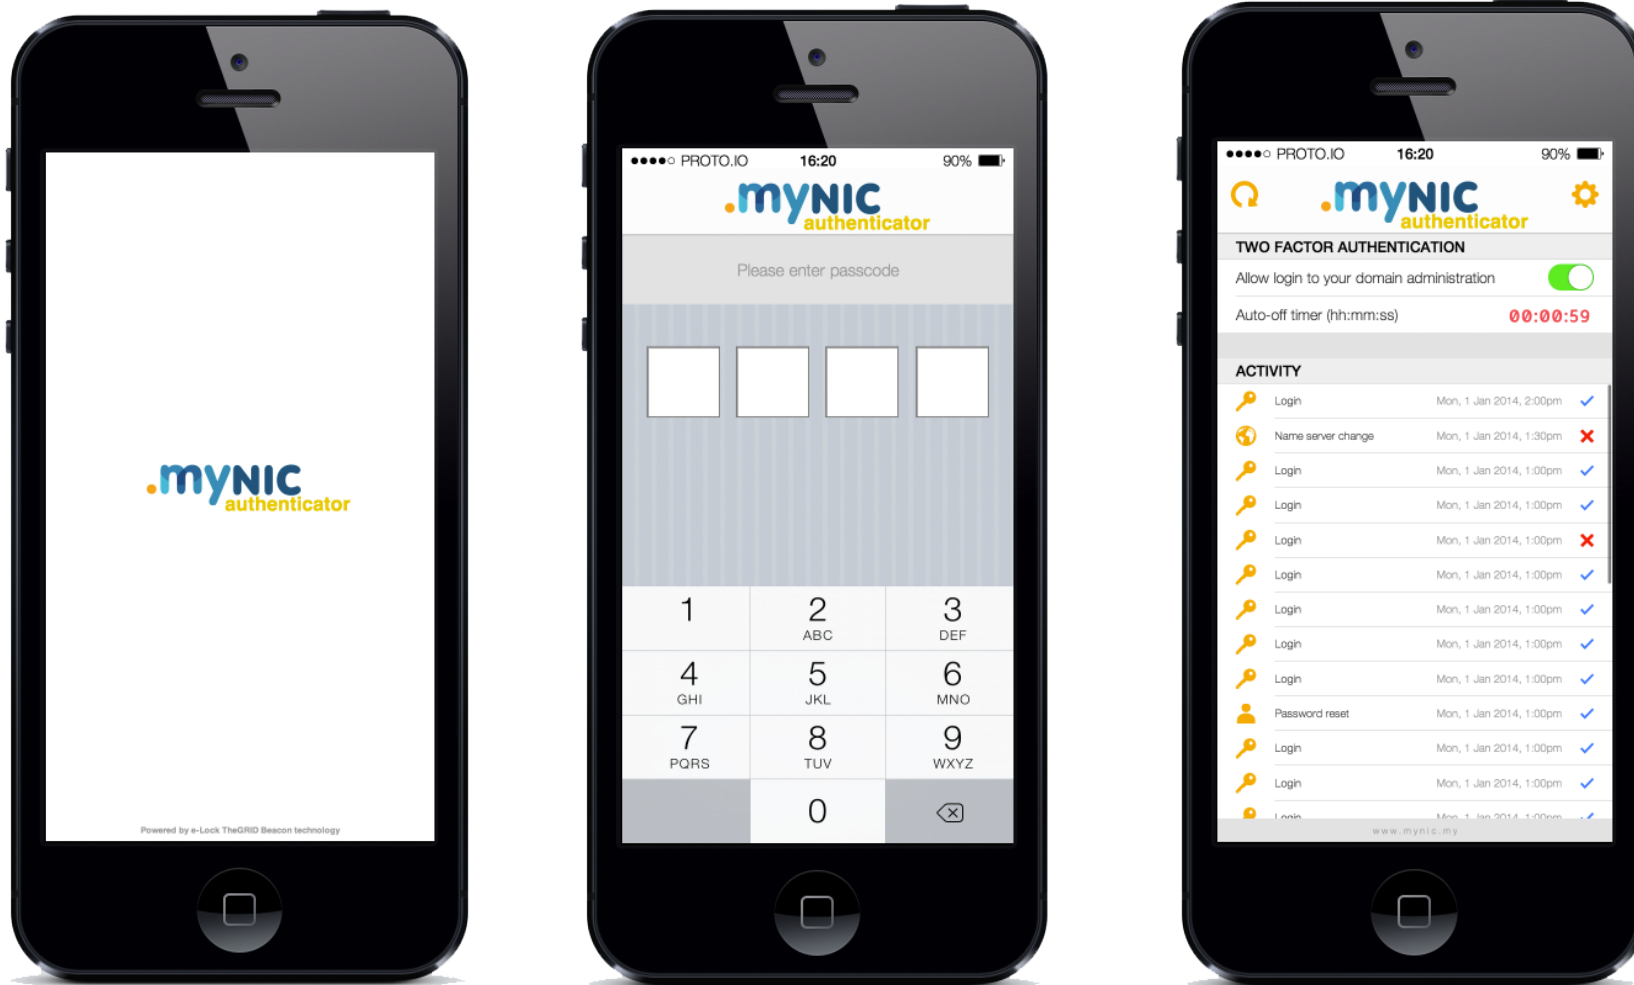 .myNIC
authenticator
Powered by e-Lock TheGRID Beacon technology
PROTO.IO 16:20 90%
.myNIC
authenticator
Please enter passcode
1 2 3
ABC DEF
4 5 6
GHI JKL MNO
7 8 9
PQRS TUV WXYZ
0
PROTO.IO 16:20 90%
.myNIC
authenticator
TWO FACTOR AUTHENTICATION
Allow login to your domain administration
Auto-off timer (hh:mm:ss) 00:00:59
ACTIVITY
Login Mon, 1 Jan 2014, 2:00pm
Name server change Mon, 1 Jan 2014, 1:30pm
Login Mon, 1 Jan 2014, 1:00pm
Login Mon, 1 Jan 2014, 1:00pm
Login Mon, 1 Jan 2014, 1:00pm
Login Mon, 1 Jan 2014, 1:00pm
Login Mon, 1 Jan 2014, 1:00pm
Login Mon, 1 Jan 2014, 1:00pm
Login Mon, 1 Jan 2014, 1:00pm
Password reset Mon, 1 Jan 2014, 1:00pm
Login Mon, 1 Jan 2014, 1:00pm
Login Mon, 1 Jan 2014, 1:00pm
Login Mon, 1 Jan 2014, 1:00pm
www.mynic.my